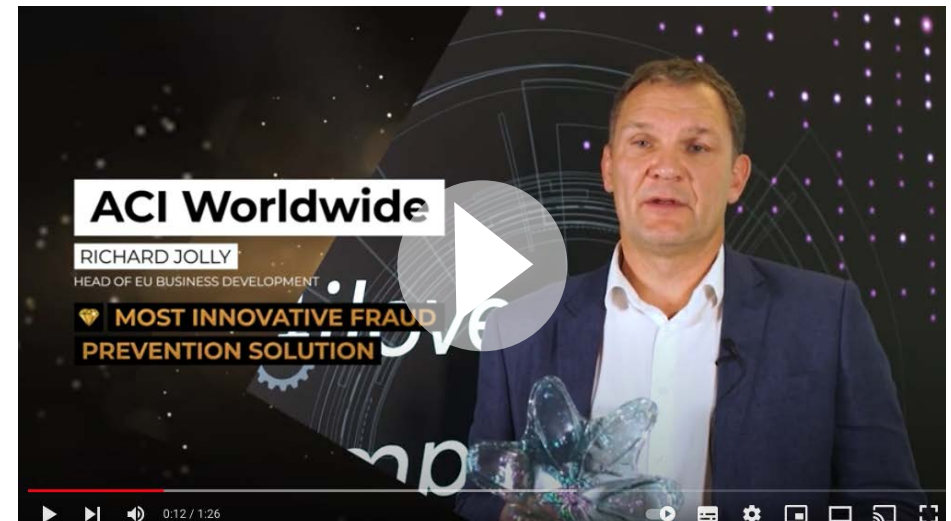 ACI Worldwide
RICHARD JOLLY
HEAD OF EU BUSINESS DEVELOPMENT
MOST INNOVATIVE FRAUD
PREVENTION SOLUTION
0:12 / 1:26